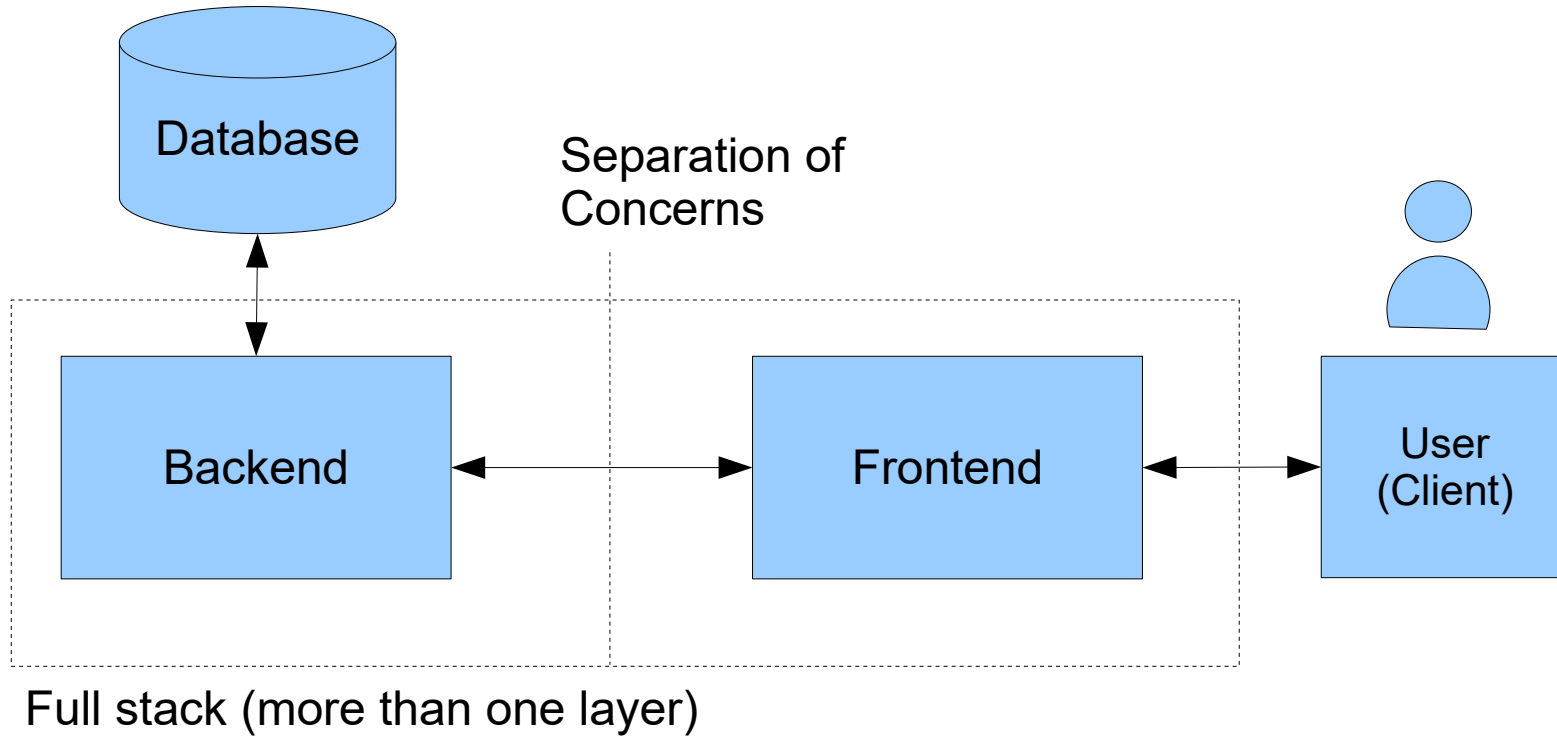 Database
Separation of
Concerns
Backend
Frontend
User
(Client)
Full stack (more than one layer)